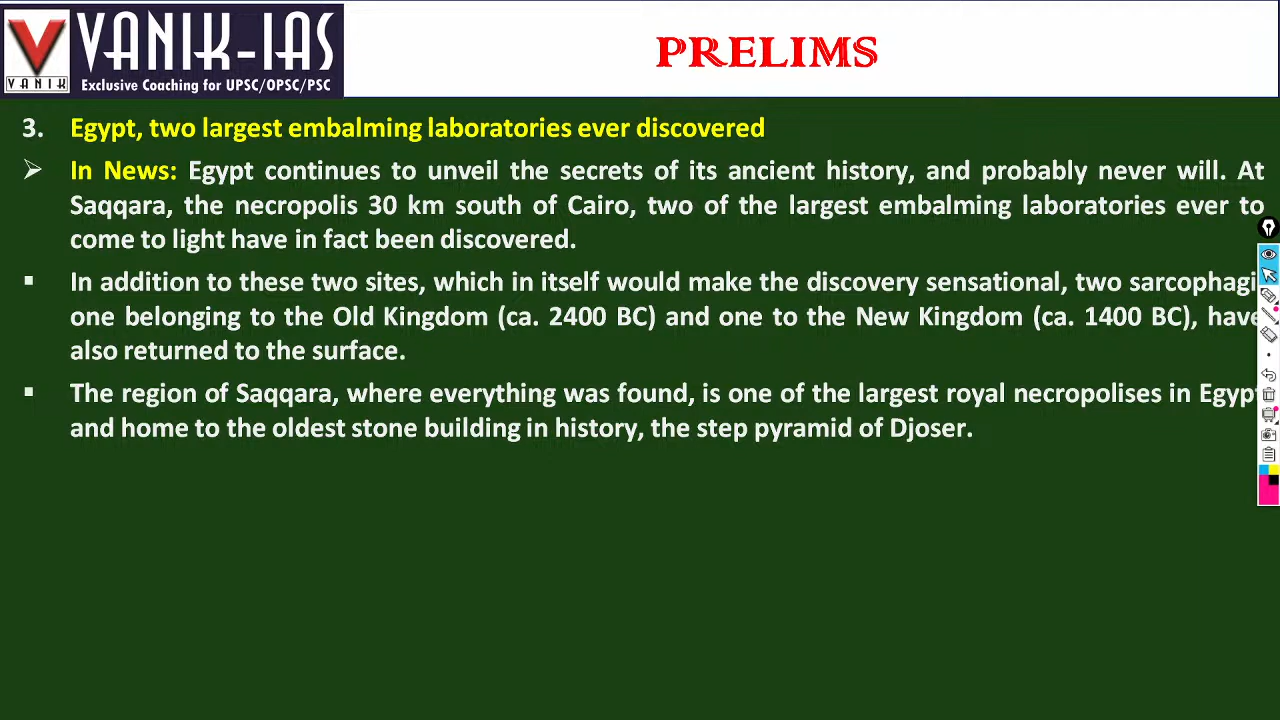 VANIK-IAS
VANIK
Exclusive Coaching for UPSC/OPSC/PSC
PRELIMS
3. Egypt, two largest embalming laboratories ever discovered
➢ In News: Egypt continues to unveil the secrets of its ancient history, and probably never will. At
Saqqara, the necropolis 30 km south of Cairo, two of the largest embalming laboratories ever to
come to light have in fact been discovered.
▪ In addition to these two sites, which in itself would make the discovery sensational, two sarcophagi
one belonging to the Old Kingdom (ca. 2400 BC) and one to the New Kingdom (ca. 1400 BC), have
also returned to the surface.
▪ The region of Saqqara, where everything was found, is one of the largest royal necropolises in Egypt
and home to the oldest stone building in history, the step pyramid of Djoser.